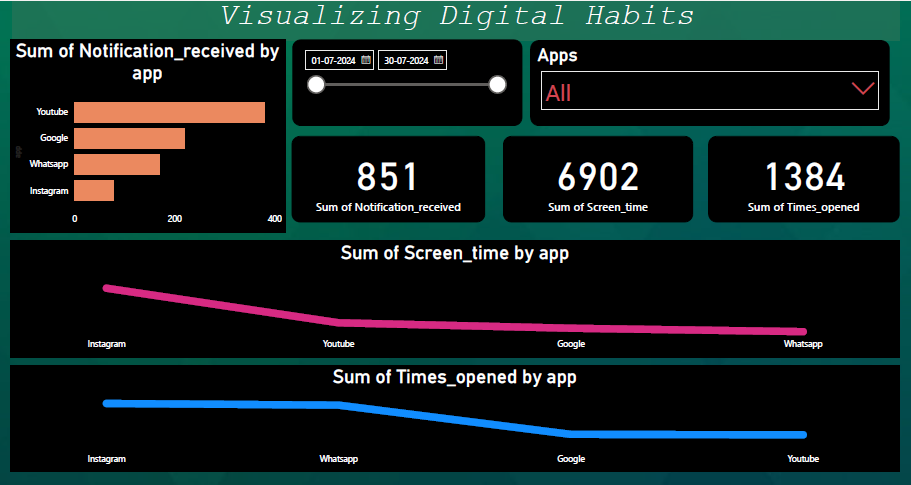 Visualizing Digital Habits
Sum of Notification_received by
app
Youtube
Google
Whatsapp
Instagram
app
0 200 400
01-07-2024 30-07-2024
Apps
All
851
Sum of Notification_received
6902
Sum of Screen_time
1384
Sum of Times_opened
Sum of Screen_time by app
Instagram Youtube Google Whatsapp
Sum of Times_opened by app
Instagram Whatsapp Google Youtube